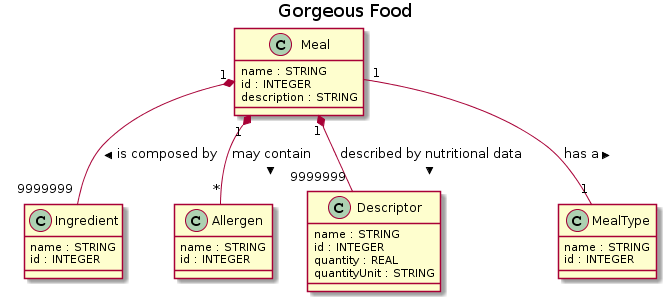 Gorgeous Food
C Meal
name : STRING
id : INTEGER
description : STRING
1
1
1
1
is composed by
may contain
described by nutritional data
has a
9999999
*
9999999
1
C Ingredient
name : STRING
id : INTEGER
C Allergen
name : STRING
id : INTEGER
C Descriptor
name : STRING
id : INTEGER
quantity : REAL
quantityUnit : STRING
C MealType
name : STRING
id : INTEGER